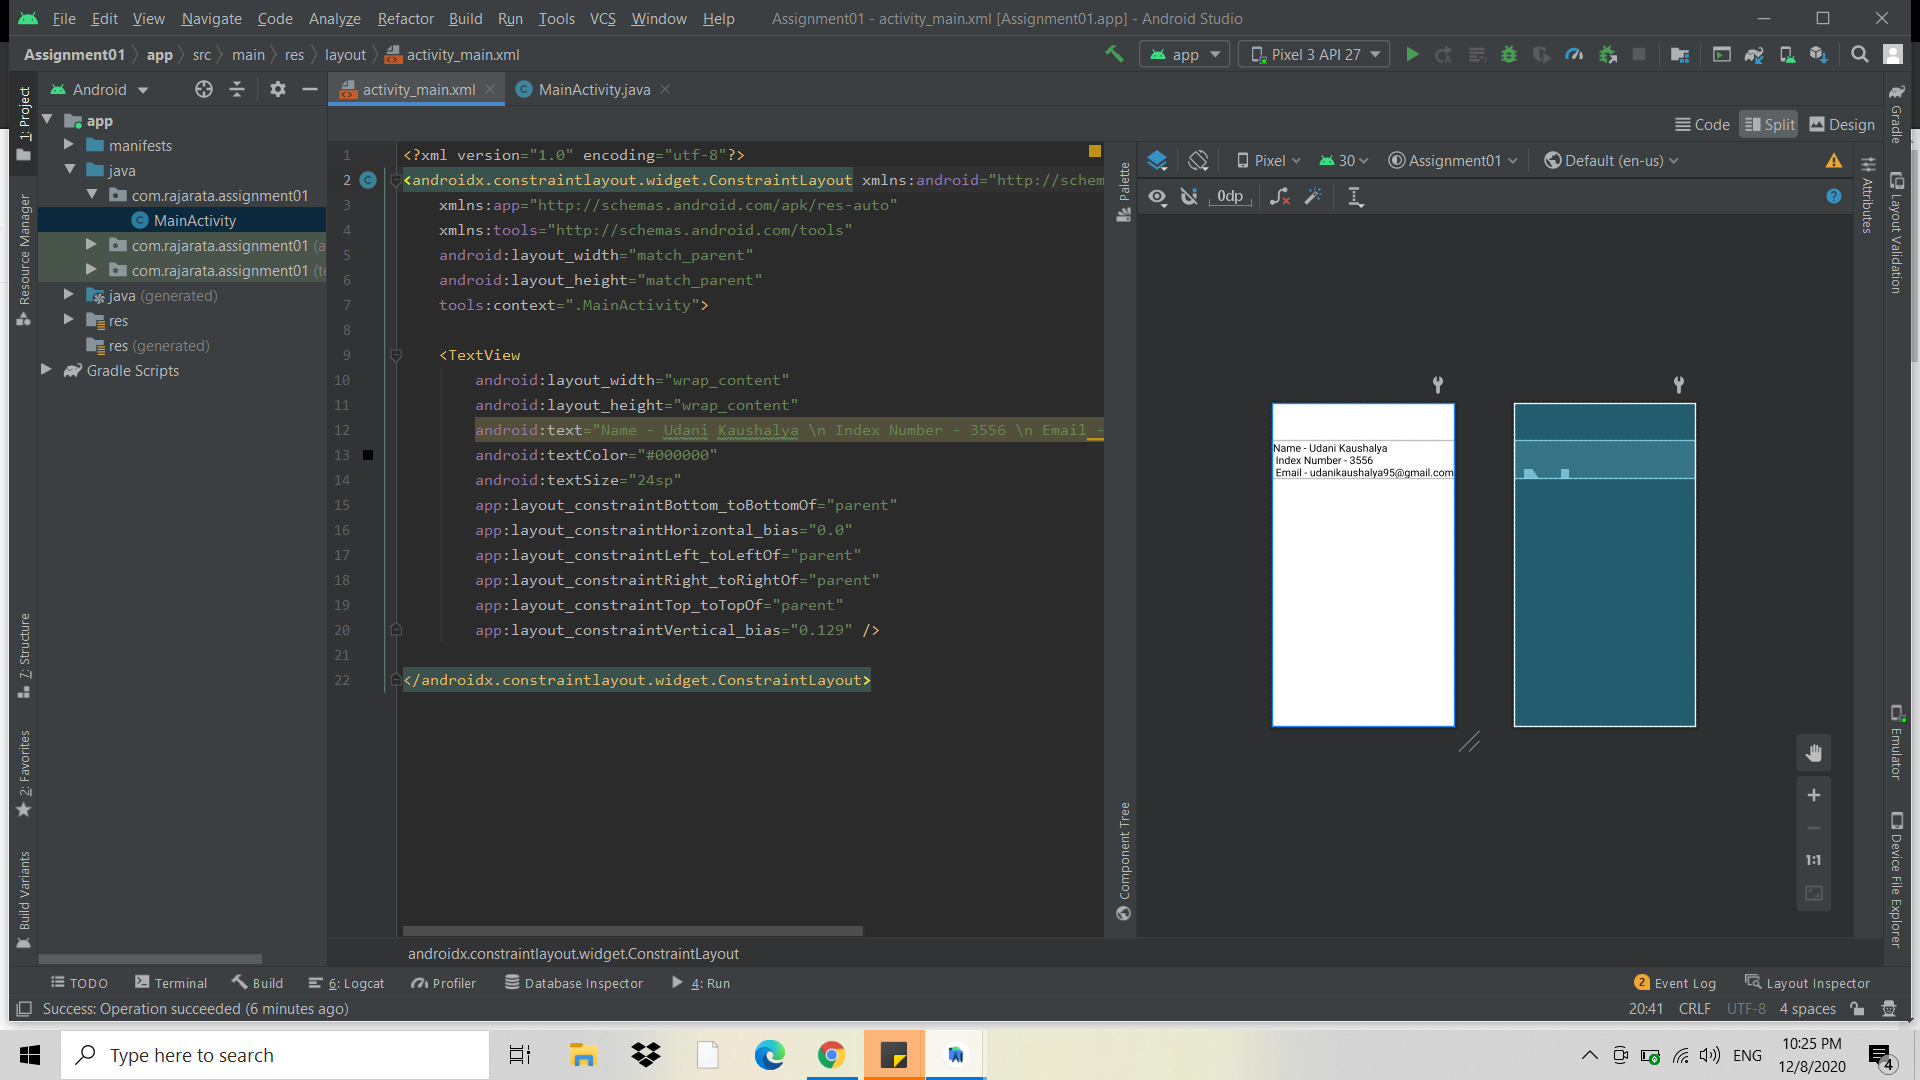 File Edit View Navigate Code Analyze Refactor Build Run Tools VCS Window Help Assignment01 - activity_main.xml [Assignment01.app] - Android Studio
Assignment01 app src main res layout activity_main.xml app Pixel 3 API 27
Android activity_main.xml MainActivity.java
Code Split Design
app
manifests
java
com.rajarata.assignment01
MainActivity
com.rajarata.assignment01 (a
com.rajarata.assignment01 (te
java (generated)
res
res (generated)
Gradle Scripts
1: Project
Resource Manager
7: Structure
2: Favorites
Build Variants
1 <?xml version="1.0" encoding="utf-8"?>
2 <androidx.constraintlayout.widget.ConstraintLayout xmlns:android="http://schem
3 xmlns:app="http://schemas.android.com/apk/res-auto"
4 xmlns:tools="http://schemas.android.com/tools"
5 android:layout_width="match_parent"
6 android:layout_height="match_parent"
7 tools:context=".MainActivity">
8
9 <TextView
10 android:layout_width="wrap_content"
11 android:layout_height="wrap_content"
12 android:text="Name - Udani Kaushalya \n Index Number - 3556 \n Email -
13 android:textColor="#000000"
14 android:textSize="24sp"
15 app:layout_constraintBottom_toBottomOf="parent"
16 app:layout_constraintHorizontal_bias="0.0"
17 app:layout_constraintLeft_toLeftOf="parent"
18 app:layout_constraintRight_toRightOf="parent"
19 app:layout_constraintTop_toTopOf="parent"
20 app:layout_constraintVertical_bias="0.129" />
21
22 </androidx.constraintlayout.widget.ConstraintLayout>
androidx.constraintlayout.widget.ConstraintLayout
Palette
Component Tree
Pixel 30 Assignment01 Default (en-us)
0dp
Name - Udani Kaushalya
Index Number - 3556
Email - udanikaushalya95@gmail.com
1:1
Attributes
Gradle
Layout Validation
Emulator
Device File Explorer
TODO Terminal Build 6: Logcat Profiler Database Inspector 4: Run 2 Event Log Layout Inspector
Success: Operation succeeded (6 minutes ago) 20:41 CRLF UTF-8 4 spaces
Type here to search ENG 10:25 PM
12/8/2020 4